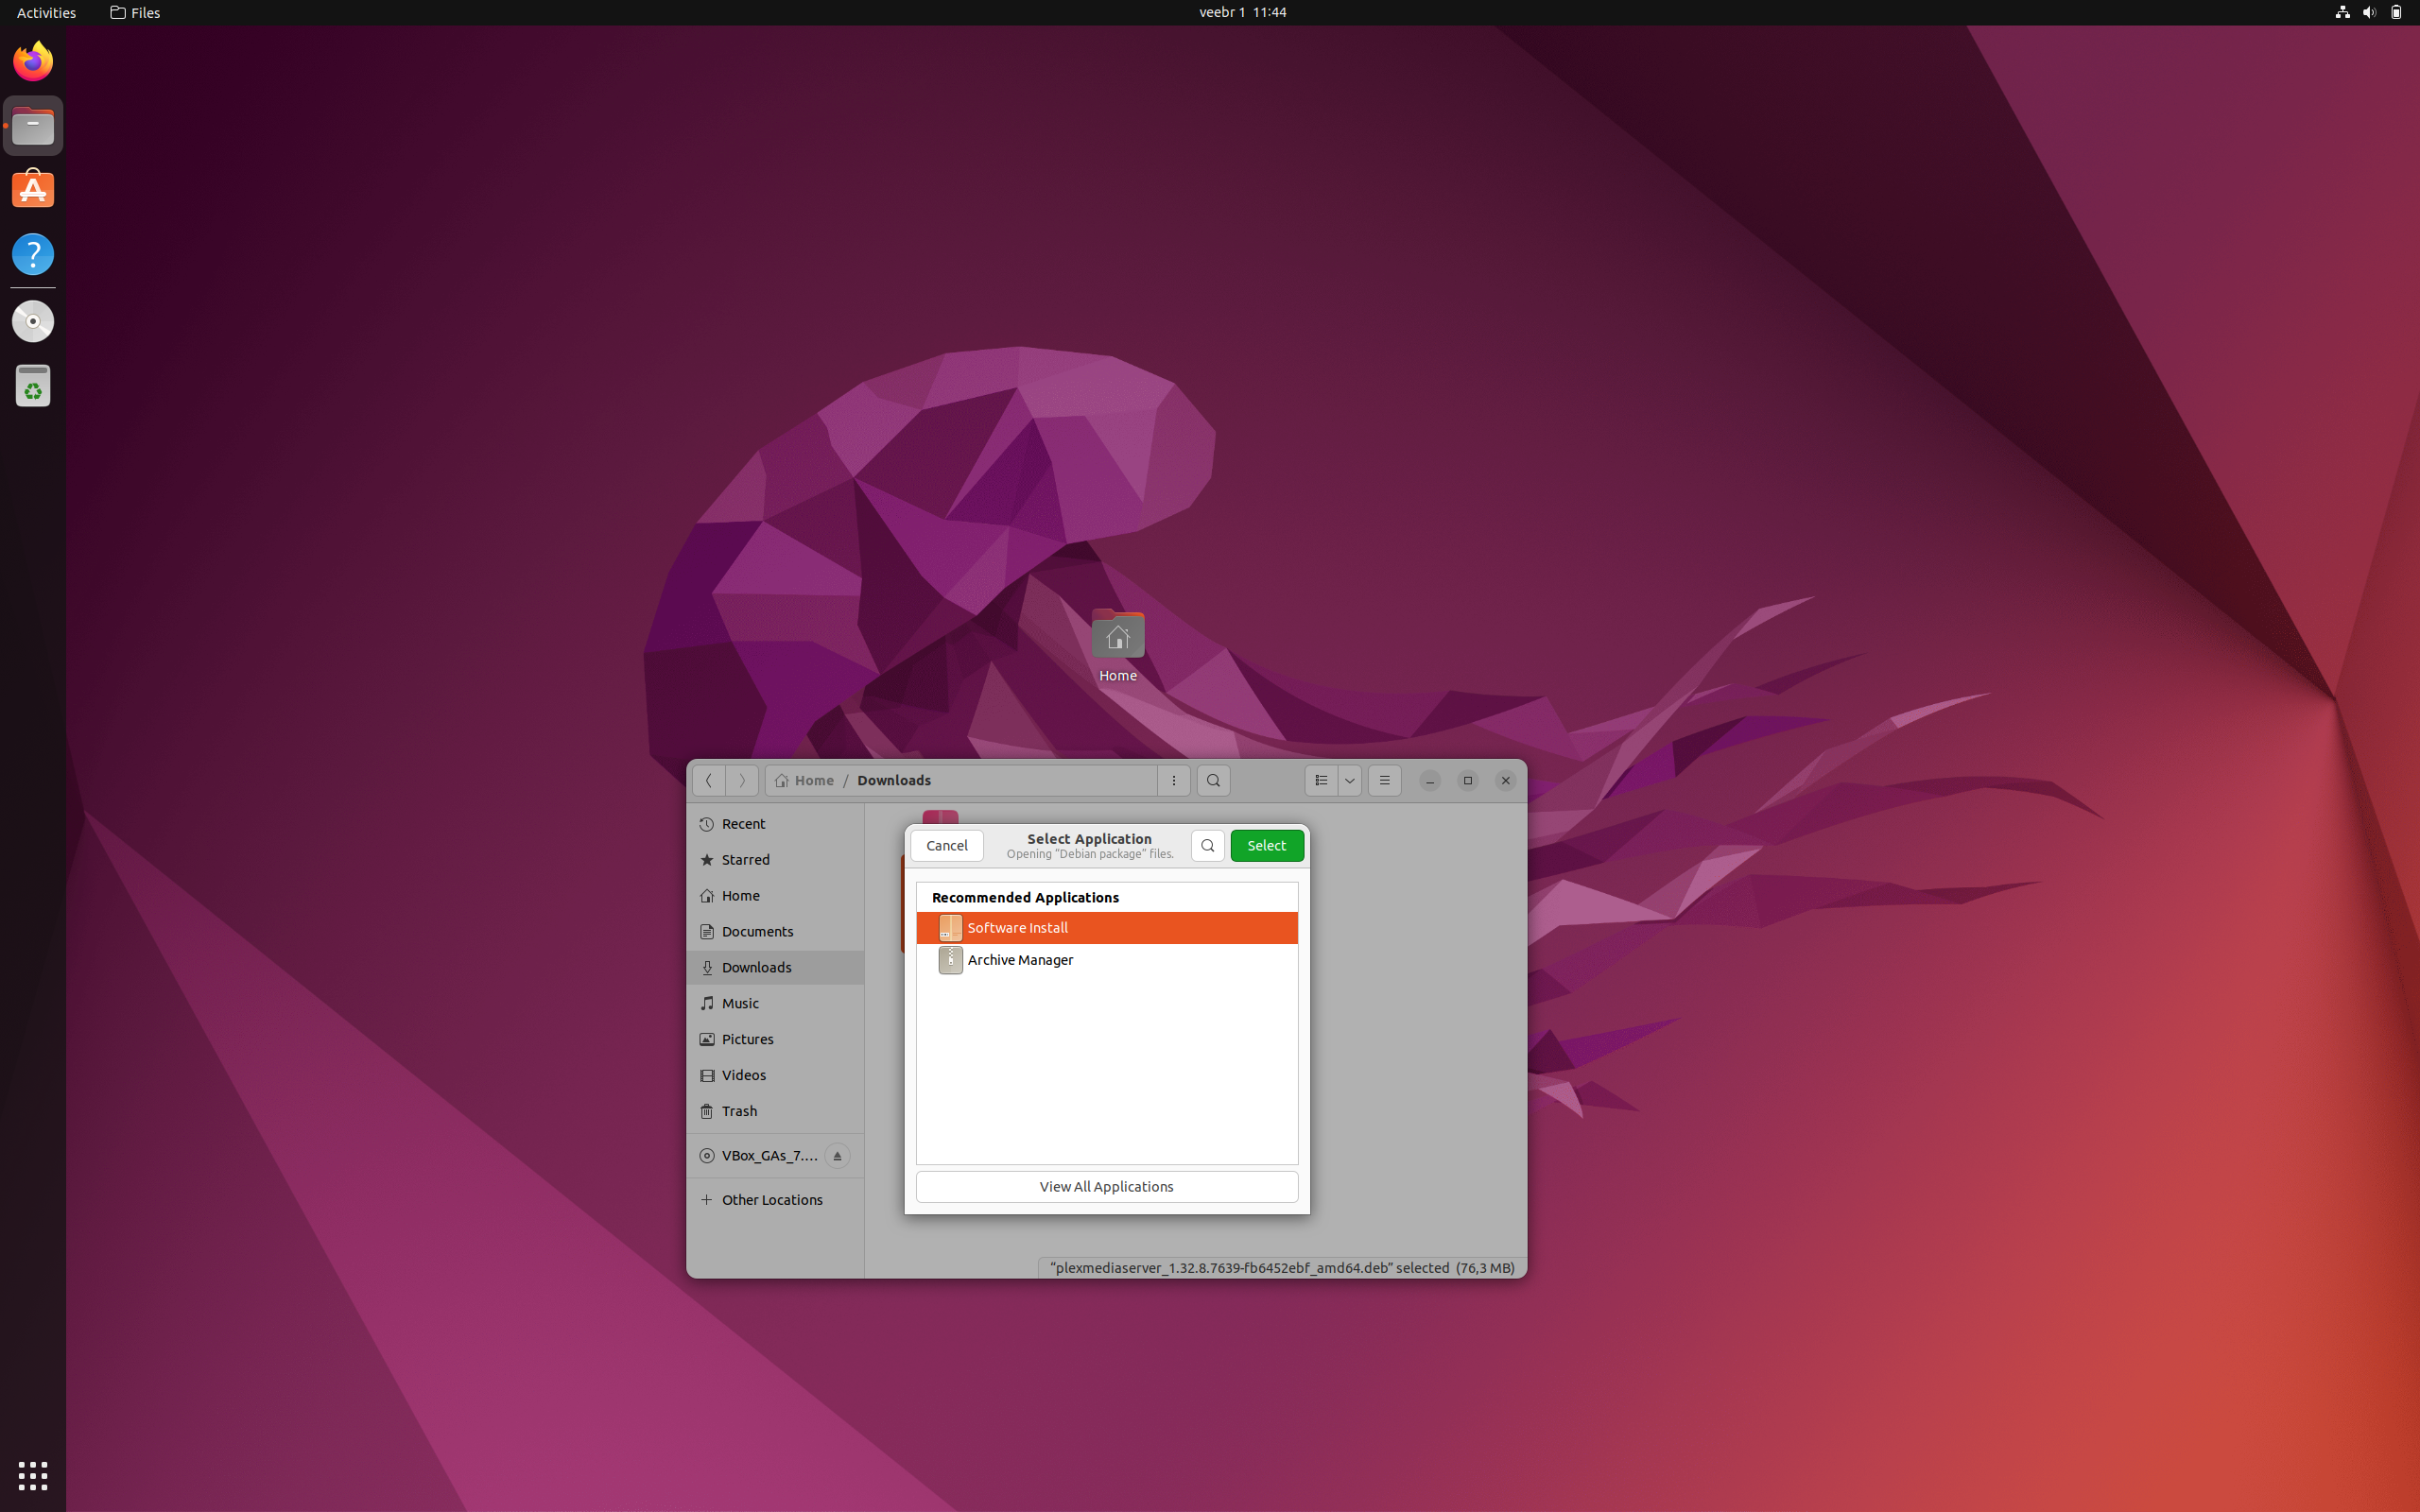 Activities
Files
veebr 1 11:44
Home
Home / Downloads
Recent
Starred
Home
Documents
Downloads
Music
Pictures
Videos
Trash
VBox_GAs_7....
Other Locations
Cancel
Select Application
Opening “Debian package” files.
Select
Recommended Applications
Software Install
Archive Manager
View All Applications
“plexmediaserver_1.32.8.7639-fb6452ebf_amd64.deb” selected (76,3 MB)